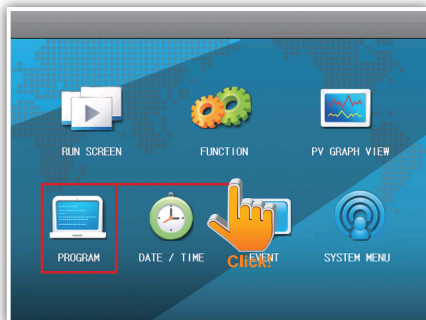 RUN SCREEN
FUNCTION
PV GRAPH VIEW
PROGRAM
DATE / TIME
EVENT
SYSTEM MENU
Click!